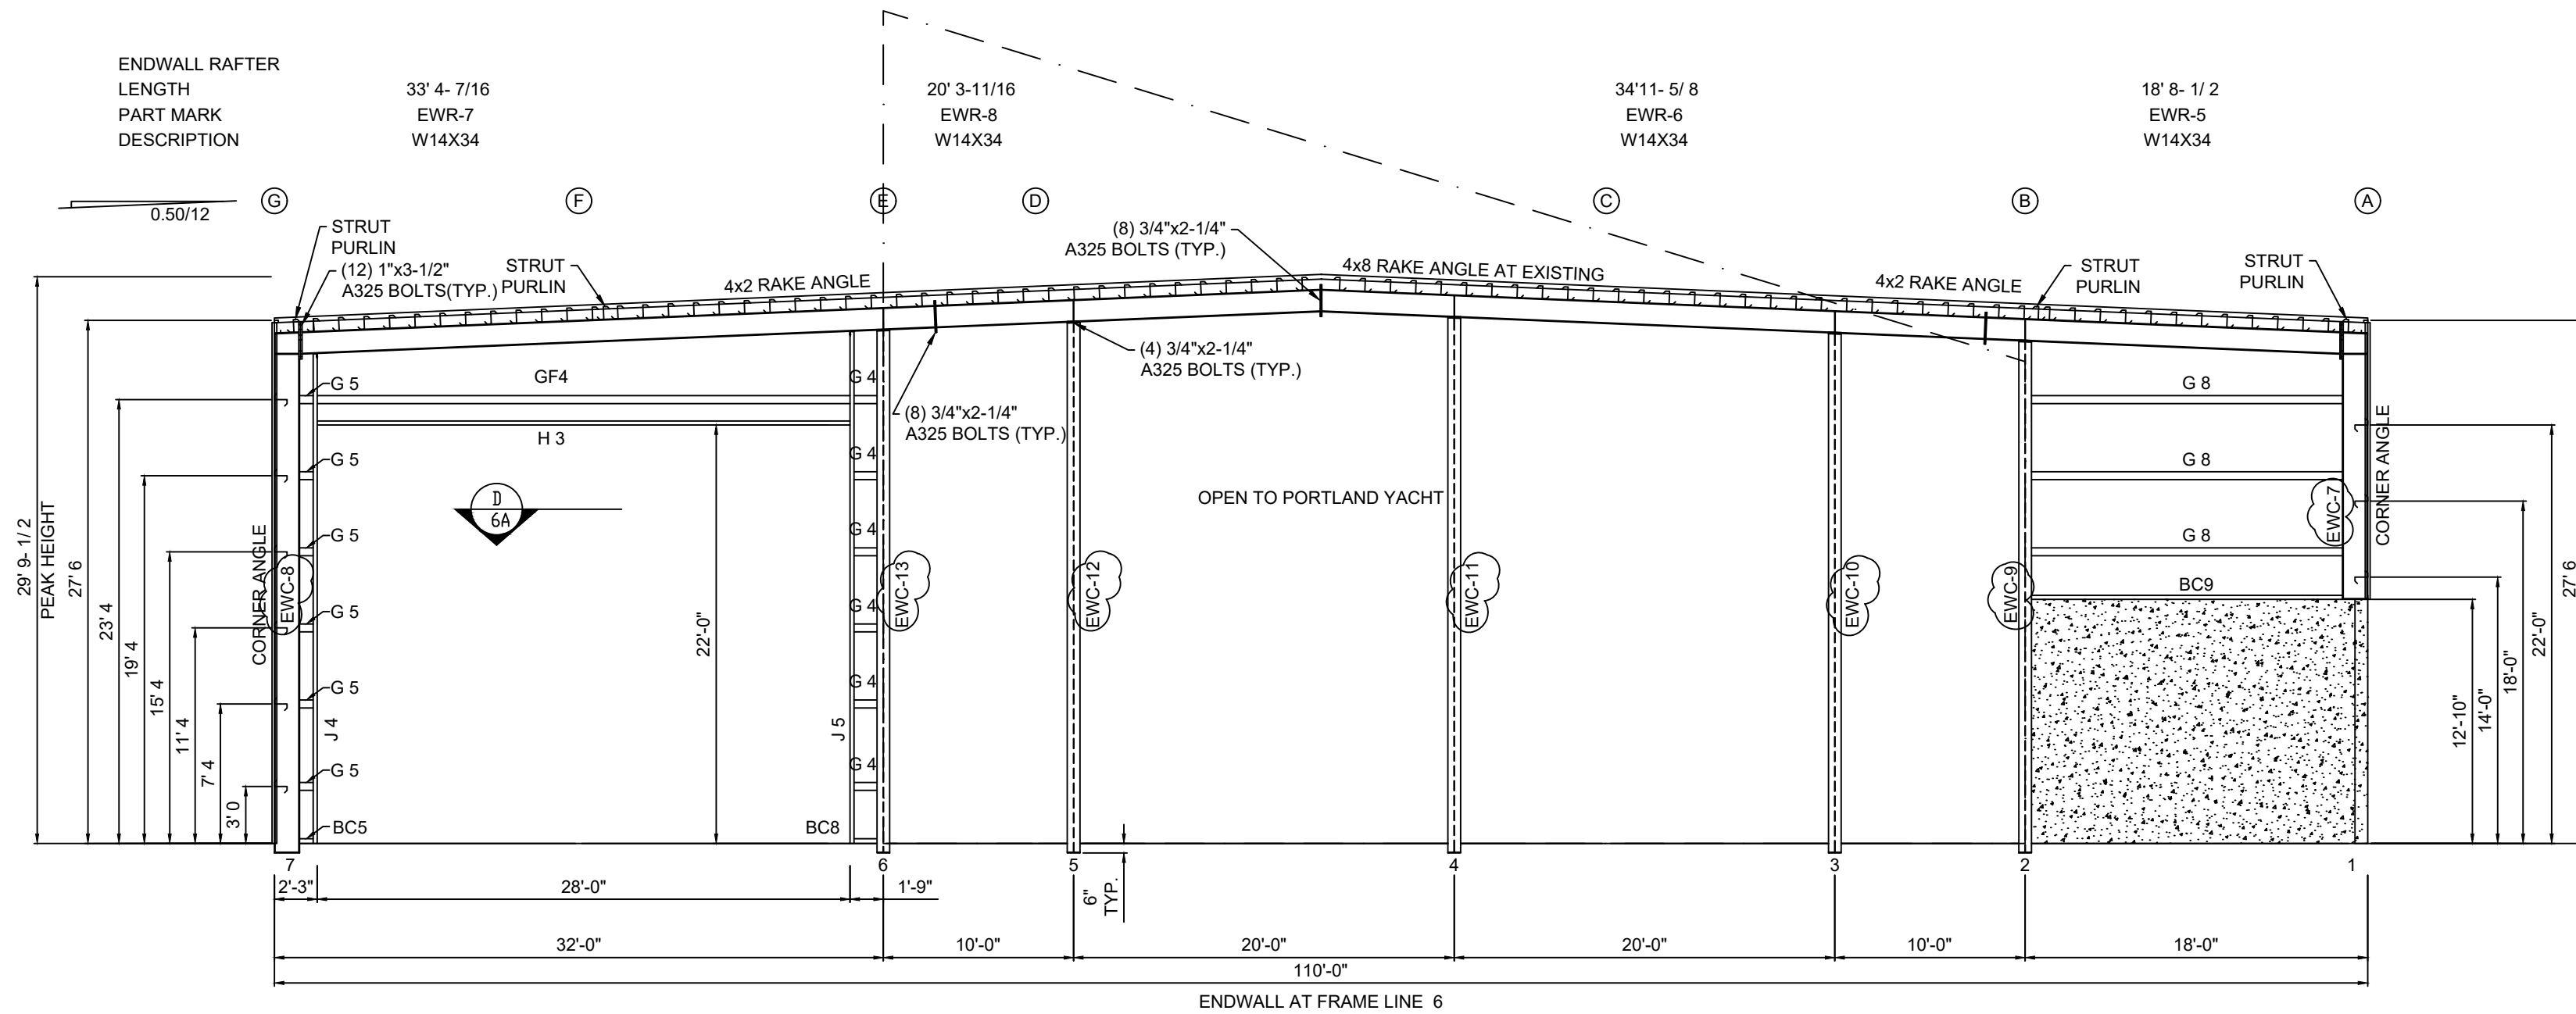 ENDWALL RAFTER
LENGTH 33' 4- 7/16 20' 3-11/16 34'11- 5/ 8 18' 8- 1/ 2
PART MARK EWR-7 EWR-8 EWR-6 EWR-5
DESCRIPTION W14X34 W14X34 W14X34 W14X34
0.50/12
G F E D C B A
STRUT
PURLIN
(12) 1"x3-1/2"
A325 BOLTS(TYP.)
STRUT
PURLIN
4x2 RAKE ANGLE
(8) 3/4"x2-1/4"
A325 BOLTS (TYP.)
4x8 RAKE ANGLE AT EXISTING
4x2 RAKE ANGLE
STRUT
PURLIN
STRUT
PURLIN
(4) 3/4"x2-1/4"
A325 BOLTS (TYP.)
(8) 3/4"x2-1/4"
A325 BOLTS (TYP.)
29' 9- 1/ 2
PEAK HEIGHT
27' 6
23' 4
19' 4
15' 4
11' 4
7' 4
3' 0
CORNER ANGLE
EWC-8
G 5
G 5
G 5
G 5
G 5
G 5
BC5
J 4
GF4
H 3
D
6A
22'-0"
J 5
BC8
G 4
G 4
G 4
G 4
G 4
G 4
EWC-13
EWC-12
OPEN TO PORTLAND YACHT
EWC-11
EWC-10
EWC-9
G 8
G 8
G 8
BC9
EWC-7
CORNER ANGLE
12'-10"
14'-0"
18'-0"
22'-0"
27' 6
7 6 5 4 3 2 1
2'-3" 28'-0" 1'-9"
6"
TYP.
32'-0" 10'-0" 20'-0" 20'-0" 10'-0" 18'-0"
110'-0"
ENDWALL AT FRAME LINE 6